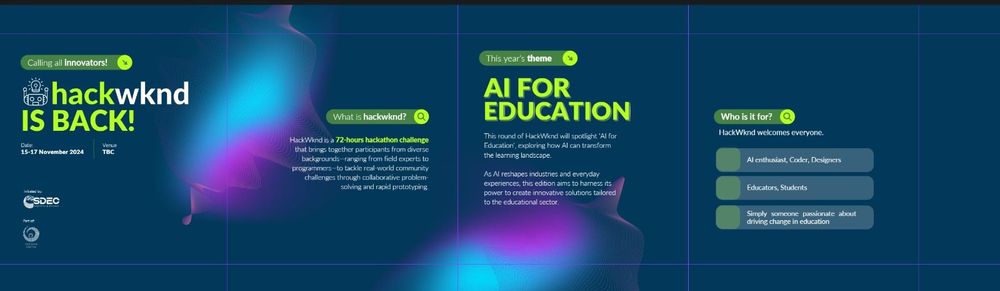 Calling all innovators!
hackwknd
IS BACK!
Date:
15-17 November 2024
Venue
TBC
Initiated by:
SDEC
Part of:
What is hackwknd?
HackWknd is a 72-hours hackathon challenge
that brings together participants from diverse
backgrounds—ranging from field experts to
programmers—to tackle real-world community
challenges through collaborative problem-
solving and rapid prototyping.
This year's theme
AI FOR
EDUCATION
This round of HackWknd will spotlight 'AI for
Education', exploring how AI can transform
the learning landscape.
As AI reshapes industries and everyday
experiences, this edition aims to harness its
power to create innovative solutions tailored
to the educational sector.
Who is it for?
HackWknd welcomes everyone.
AI enthusiast, Coder, Designers
Educators, Students
Simply someone passionate about
driving change in education